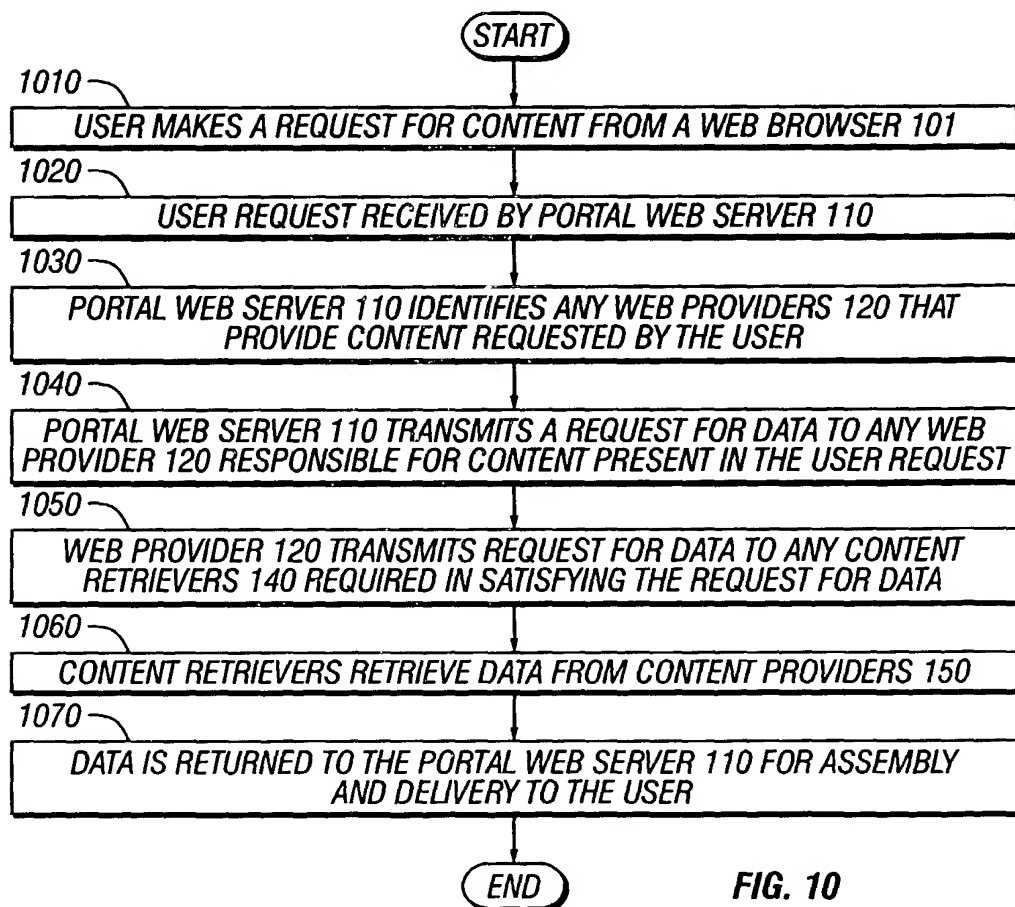 START
1010
USER MAKES A REQUEST FOR CONTENT FROM A WEB BROWSER 101
1020
USER REQUEST RECEIVED BY PORTAL WEB SERVER 110
1030
PORTAL WEB SERVER 110 IDENTIFIES ANY WEB PROVIDERS 120 THAT
PROVIDE CONTENT REQUESTED BY THE USER
1040
PORTAL WEB SERVER 110 TRANSMITS A REQUEST FOR DATA TO ANY WEB
PROVIDER 120 RESPONSIBLE FOR CONTENT PRESENT IN THE USER REQUEST
1050
WEB PROVIDER 120 TRANSMITS REQUEST FOR DATA TO ANY CONTENT
RETRIEVERS 140 REQUIRED IN SATISFYING THE REQUEST FOR DATA
1060
CONTENT RETRIEVERS RETRIEVE DATA FROM CONTENT PROVIDERS 150
1070
DATA IS RETURNED TO THE PORTAL WEB SERVER 110 FOR ASSEMBLY
AND DELIVERY TO THE USER
END
FIG. 10